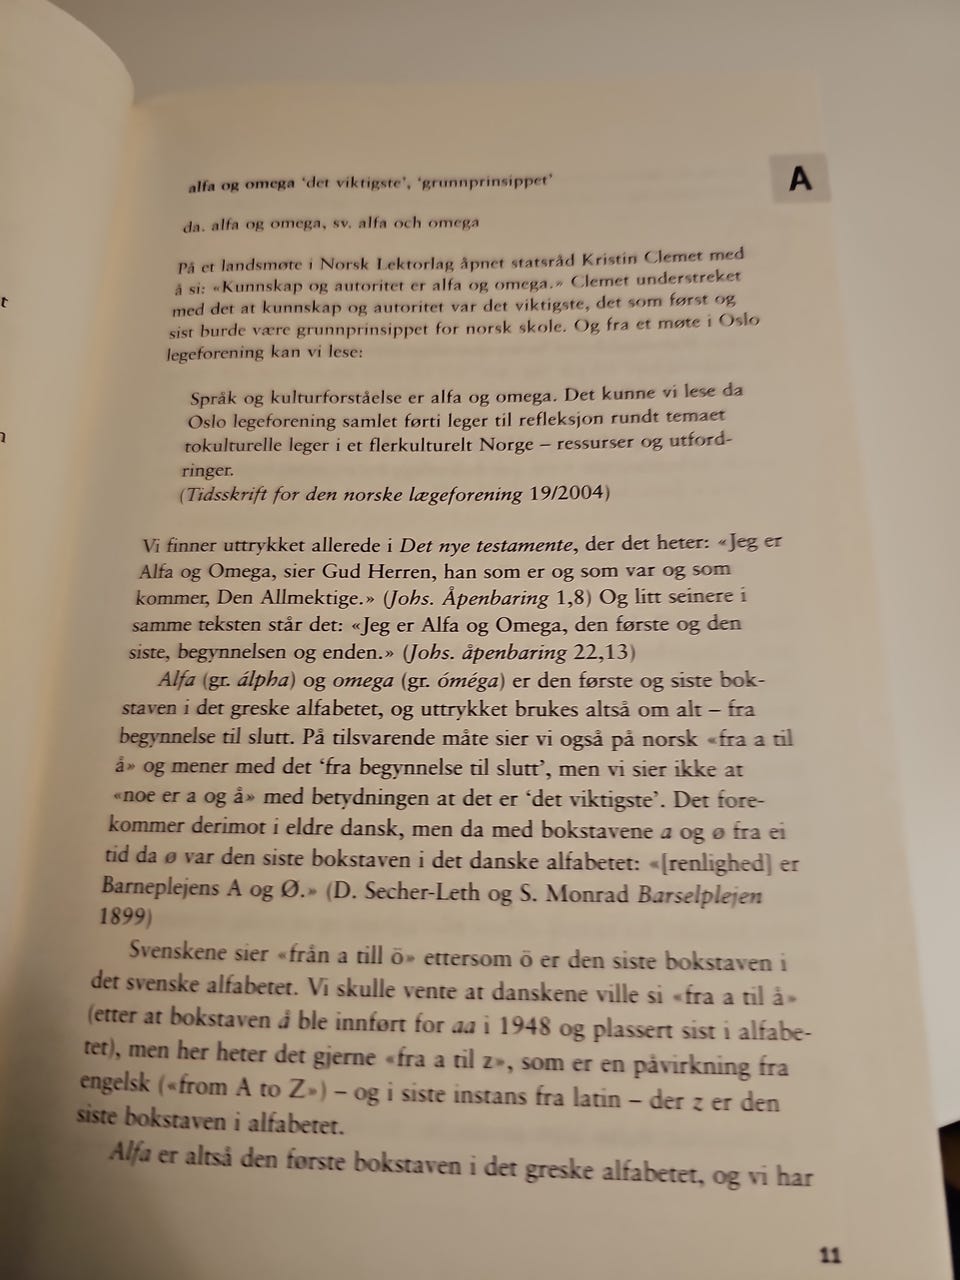 A
alfa og omega ‘det viktigste’, ‘grunnprinsippet’
da. alfa og omega, sv. alfa och omega
På et landsmøte i Norsk Lektorlag åpnet statsråd Kristin Clemet med
å si: «Kunnskap og autoritet er alfa og omega.» Clemet understreket
med det at kunnskap og autoritet var det viktigste, det som først og
sist burde være grunnprinsippet for norsk skole. Og fra et møte i Oslo
legeforening kan vi lese:
Språk og kulturforståelse er alfa og omega. Det kunne vi lese da
Oslo legeforening samlet førti leger til refleksjon rundt temaet
tokulturelle leger i et flerkulturelt Norge – ressurser og utford-
ringer.
(Tidsskrift for den norske lægeforening 19/2004)
Vi finner uttrykket allerede i Det nye testamente, der det heter: «Jeg er
Alfa og Omega, sier Gud Herren, han som er og som var og som
kommer, Den Allmektige.» (Johs. Åpenbaring 1,8) Og litt seinere i
samme teksten står det: «Jeg er Alfa og Omega, den første og den
siste, begynnelsen og enden.» (Johs. åpenbaring 22,13)
Alfa (gr. álpha) og omega (gr. óméga) er den første og siste bok-
staven i det greske alfabetet, og uttrykket brukes altså om alt – fra
begynnelse til slutt. På tilsvarende måte sier vi også på norsk «fra a til
å» og mener med det ‘fra begynnelse til slutt’, men vi sier ikke at
«noe er a og å» med betydningen at det er ‘det viktigste’. Det fore-
kommer derimot i eldre dansk, men da med bokstavene a og ø fra ei
tid da ø var den siste bokstaven i det danske alfabetet: «[renlighed] er
Barneplejens A og Ø.» (D. Secher-Leth og S. Monrad Barselplejen
1899)
Svenskene sier «från a till ö» ettersom ö er den siste bokstaven i
det svenske alfabetet. Vi skulle vente at danskene ville si «fra a til å»
(etter at bokstaven å ble innført for aa i 1948 og plassert sist i alfabe-
tet), men her heter det gjerne «fra a til z», som er en påvirkning fra
engelsk («from A to Z») – og i siste instans fra latin – der z er den
siste bokstaven i alfabetet.
Alfa er altså den første bokstaven i det greske alfabetet, og vi har
11